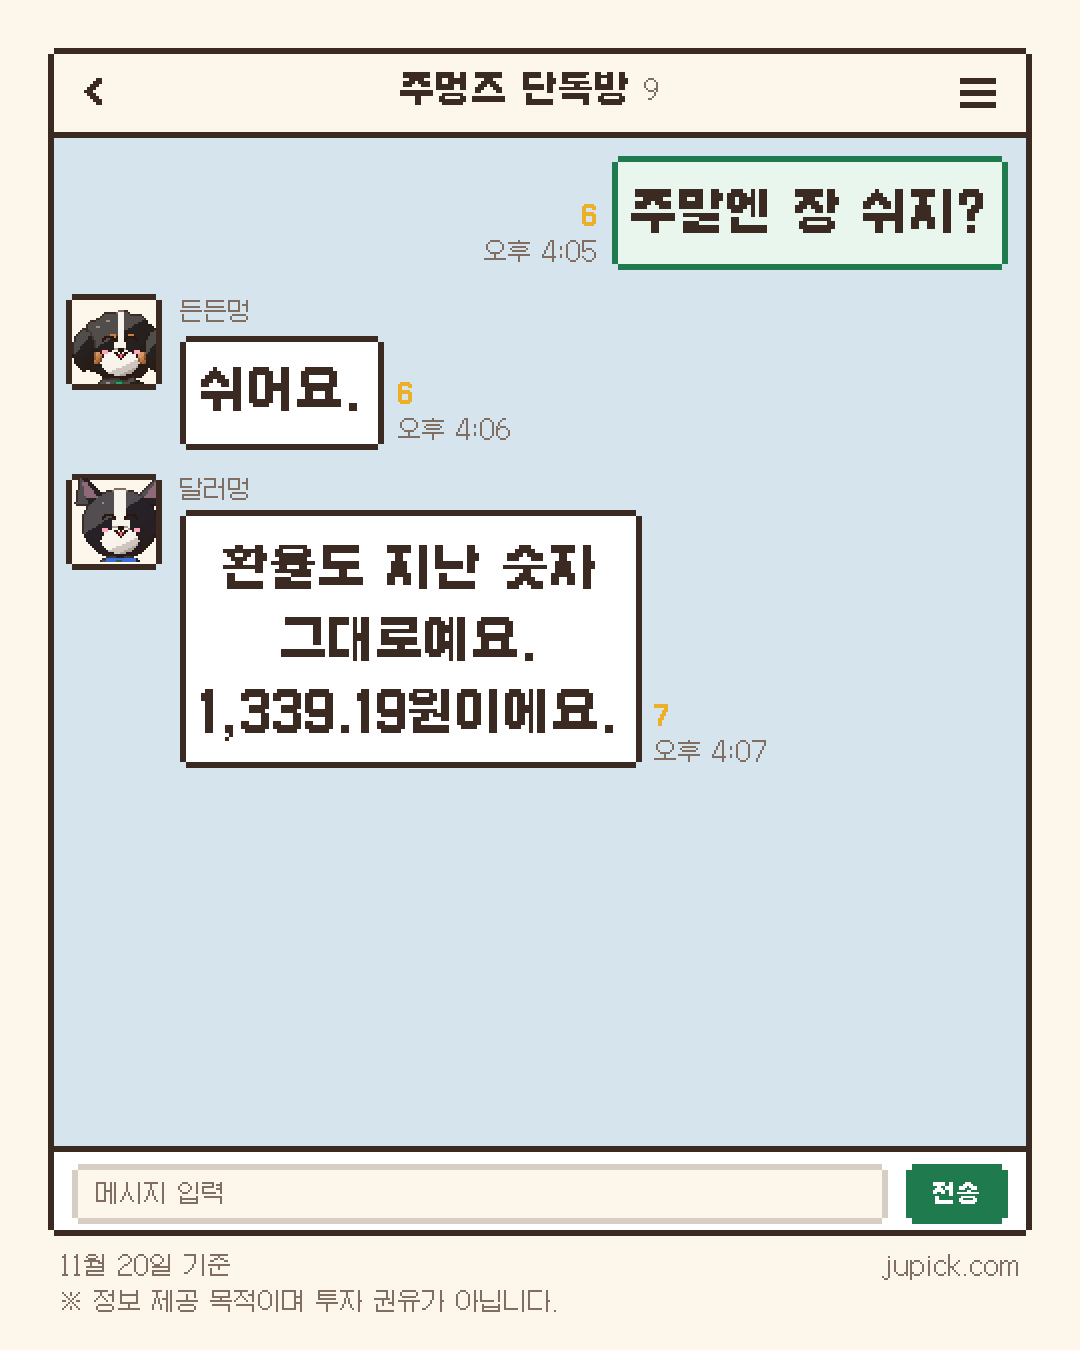 주멍즈 단독방 9
주말엔 장 쉬지?
6
오후 4:05
든든멍
쉬어요.
6
오후 4:06
달러멍
환율도 지난 숫자
그대로예요.
1,339.19원이에요.
7
오후 4:07
메시지 입력
전송
11월 20일 기준
jupick.com
※ 정보 제공 목적이며 투자 권유가 아닙니다.